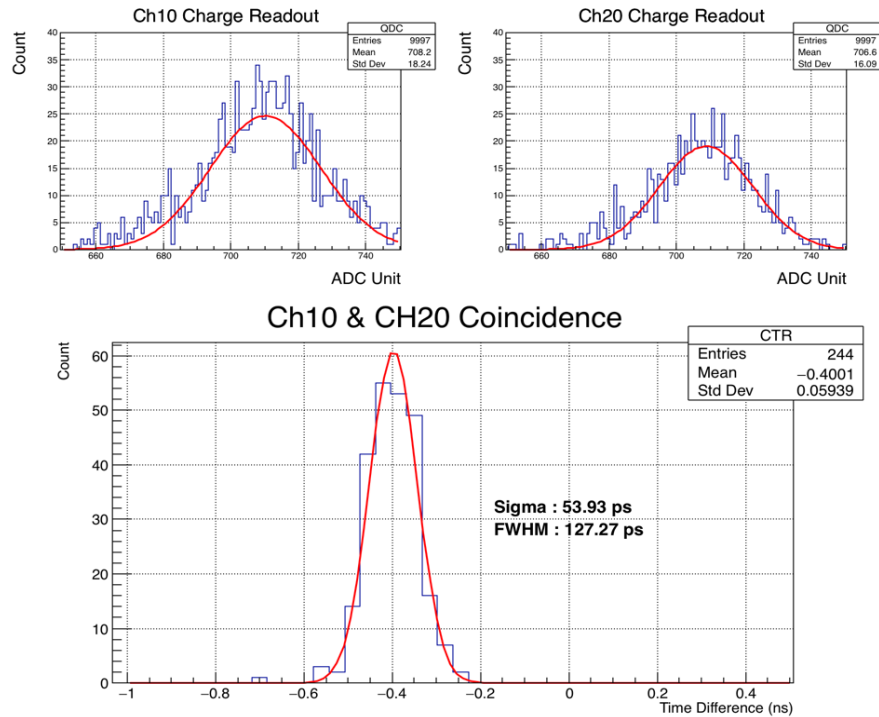 Ch10 Charge Readout
Count
QDC
Entries 9997
Mean 708.2
Std Dev 18.24
40
35
30
25
20
15
10
5
0
660 680 700 720 740
ADC Unit
Ch20 Charge Readout
Count
QDC
Entries 9997
Mean 706.6
Std Dev 16.09
40
35
30
25
20
15
10
5
0
660 680 700 720 740
ADC Unit
Ch10 & CH20 Coincidence
Count
CTR
Entries 244
Mean −0.4001
Std Dev 0.05939
60
50
40
30
20
10
0
Sigma : 53.93 ps
FWHM : 127.27 ps
−1 −0.8 −0.6 −0.4 −0.2 0 0.2 0.4
Time Difference (ns)